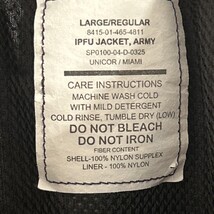 LARGE/REGULAR
8415-01-465-4811
IPFU JACKET, ARMY
SP0100-04-D-0325
UNICOR / MIAMI
CARE INSTRUCTIONS
MACHINE WASH COLD
WITH MILD DETERGENT
COLD RINSE, TUMBLE DRY (LOW)
DO NOT BLEACH
DO NOT IRON
FIBER CONTENT
SHELL-100% NYLON SUPPLEX
LINER - 100% NYLON